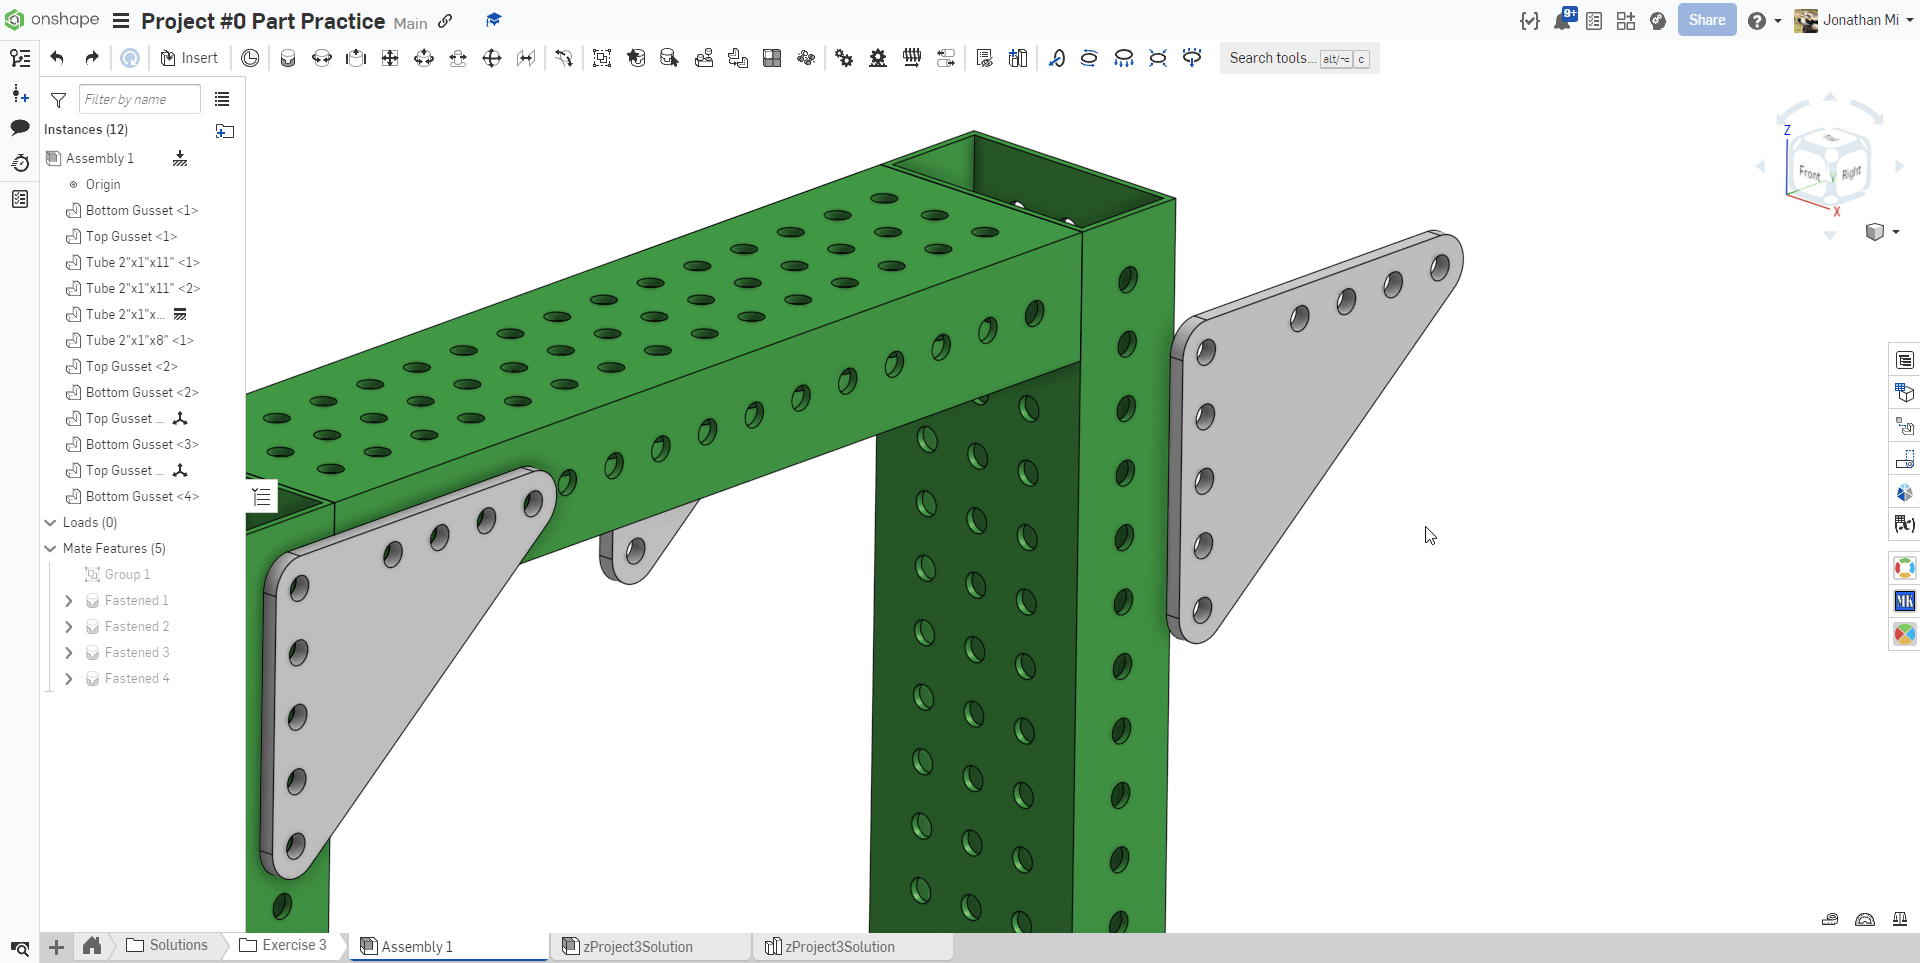 onshape
Project #0 Part Practice
Main
9+
Share
Jonathan Mi
Insert
Search tools... alt/⌥ c
Filter by name
Instances (12)
Assembly 1
Origin
Bottom Gusset <1>
Top Gusset <1>
Tube 2"x1"x11" <1>
Tube 2"x1"x11" <2>
Tube 2"x1"x...
Tube 2"x1"x8" <1>
Top Gusset <2>
Bottom Gusset <2>
Top Gusset ...
Bottom Gusset <3>
Top Gusset ...
Bottom Gusset <4>
Loads (0)
Mate Features (5)
Group 1
Fastened 1
Fastened 2
Fastened 3
Fastened 4
Z
Front
Right
Y
X
MK
Solutions
Exercise 3
Assembly 1
zProject3Solution
zProject3Solution